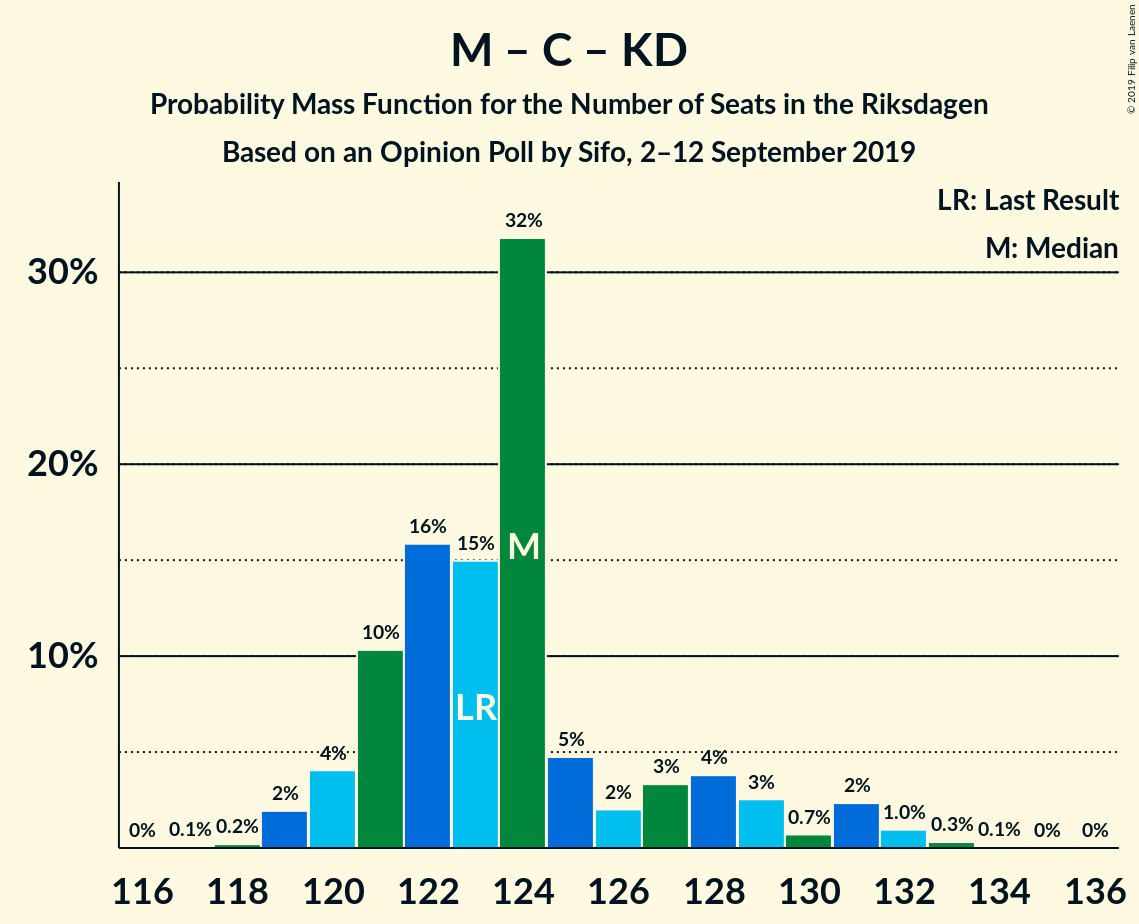 M – C – KD
Probability Mass Function for the Number of Seats in the Riksdagen
Based on an Opinion Poll by Sifo, 2–12 September 2019
© 2019 Filip van Laenen
LR: Last Result
M: Median
30%
20%
10%
0%
0.1%
0.2%
2%
4%
10%
16%
15%
32%
5%
2%
3%
4%
3%
0.7%
2%
1.0%
0.3%
0.1%
0%
0%
LR
M
116 118 120 122 124 126 128 130 132 134 136